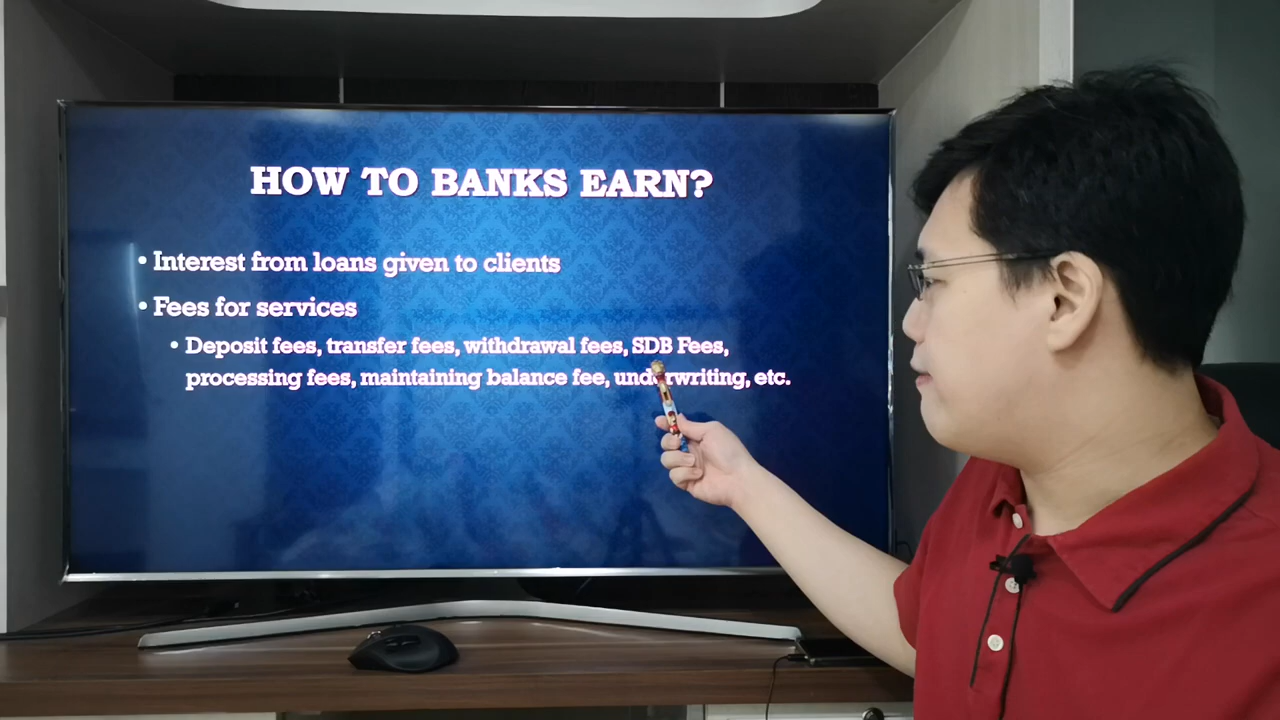 HOW TO BANKS EARN?
• Interest from loans given to clients
• Fees for services
• Deposit fees, transfer fees, withdrawal fees, SDB Fees,
processing fees, maintaining balance fee, underwriting, etc.